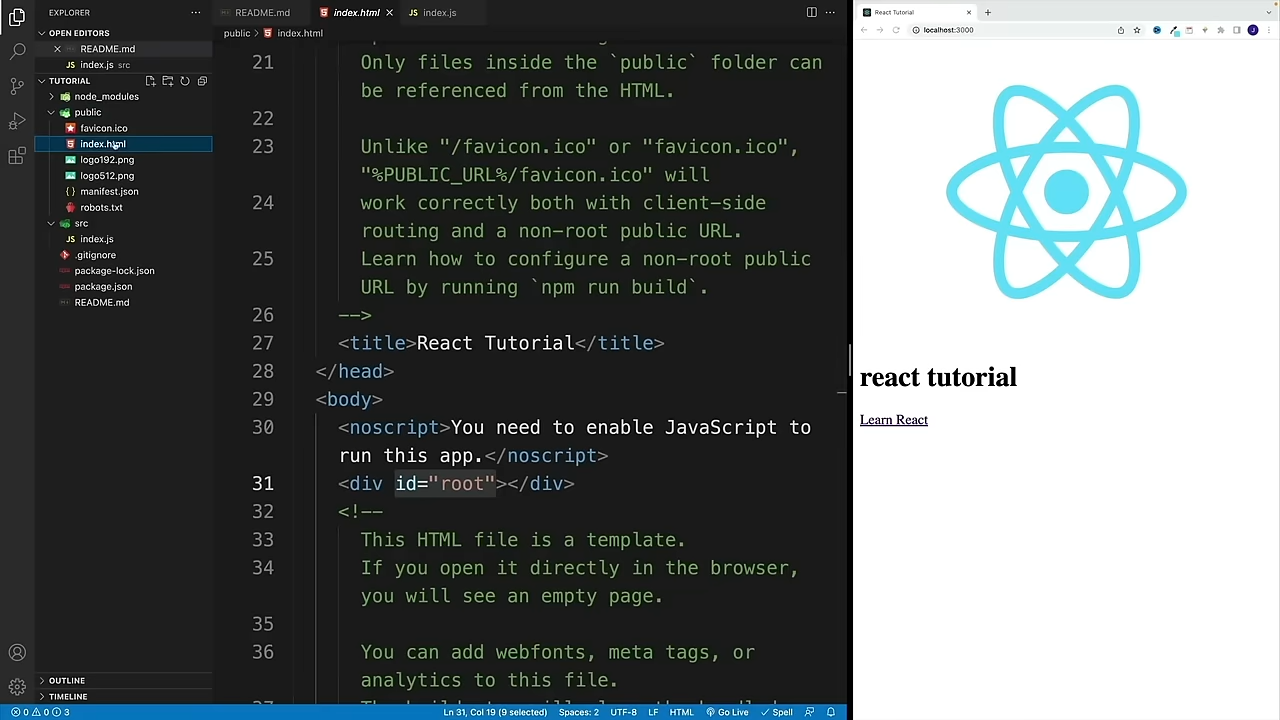 EXPLORER
OPEN EDITORS
README.md
index.js src
TUTORIAL
node_modules
public
favicon.ico
index.html
logo192.png
logo512.png
manifest.json
robots.txt
src
index.js
.gitignore
package-lock.json
package.json
README.md
OUTLINE
TIMELINE
README.md
index.html
index.js
public > index.html
21 Only files inside the `public` folder can
be referenced from the HTML.
22
23 Unlike "/favicon.ico" or "favicon.ico",
"%PUBLIC_URL%/favicon.ico" will
24 work correctly both with client-side
routing and a non-root public URL.
25 Learn how to configure a non-root public
URL by running `npm run build`.
26 -->
27 <title>React Tutorial</title>
28 </head>
29 <body>
30 <noscript>You need to enable JavaScript to
run this app.</noscript>
31 <div id="root"></div>
32 <!--
33 This HTML file is a template.
34 If you open it directly in the browser,
you will see an empty page.
35
36 You can add webfonts, meta tags, or
analytics to this file.
0 0 3
Ln 31, Col 19 (9 selected)
Spaces: 2
UTF-8
LF
HTML
Go Live
Spell
React Tutorial
localhost:3000
J
react tutorial
Learn React